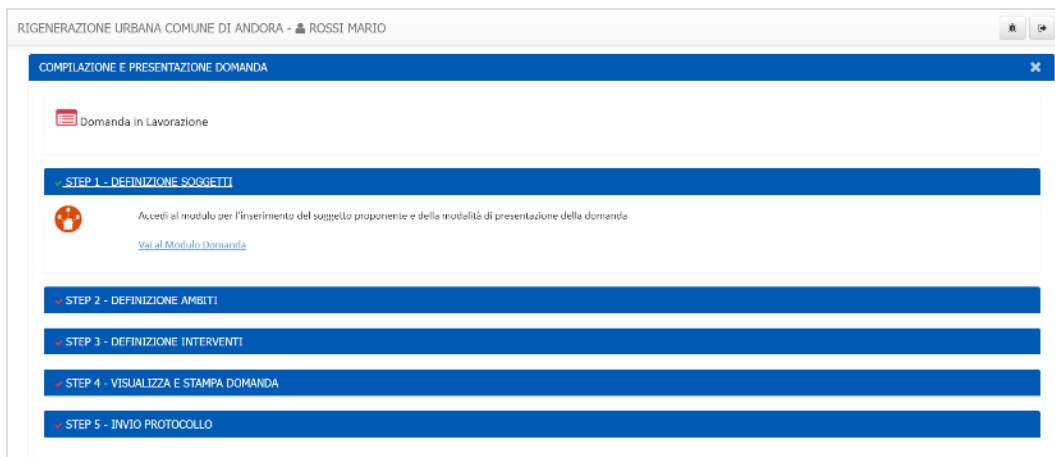 RIGENERAZIONE URBANA COMUNE DI ANDORA - ROSSI MARIO
COMPILAZIONE E PRESENTAZIONE DOMANDA
Domanda in Lavorazione
STEP 1 - DEFINIZIONE SOGGETTI
Accedi al modulo per l'inserimento del soggetto proponente e della modalità di presentazione della domanda
Vai al Modulo Domanda
STEP 2 - DEFINIZIONE AMBITI
STEP 3 - DEFINIZIONE INTERVENTI
STEP 4 - VISUALIZZA E STAMPA DOMANDA
STEP 5 - INVIO PROTOCOLLO